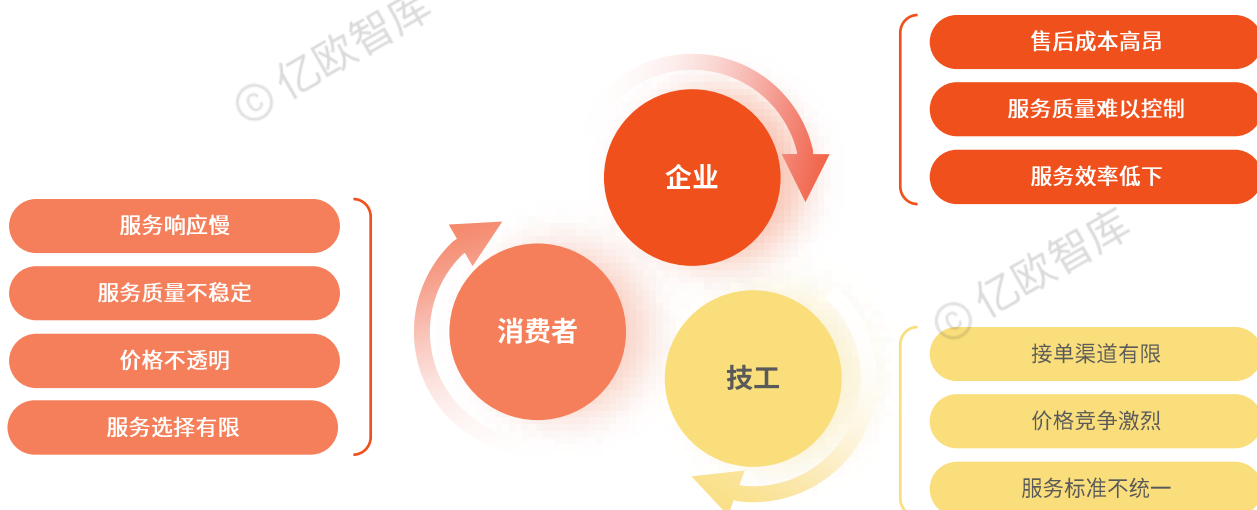 © 亿欧智库
售后成本高昂
服务质量难以控制
服务效率低下
企业
服务响应慢
服务质量不稳定
价格不透明
服务选择有限
消费者
© 亿欧智库
技工
接单渠道有限
价格竞争激烈
服务标准不统一